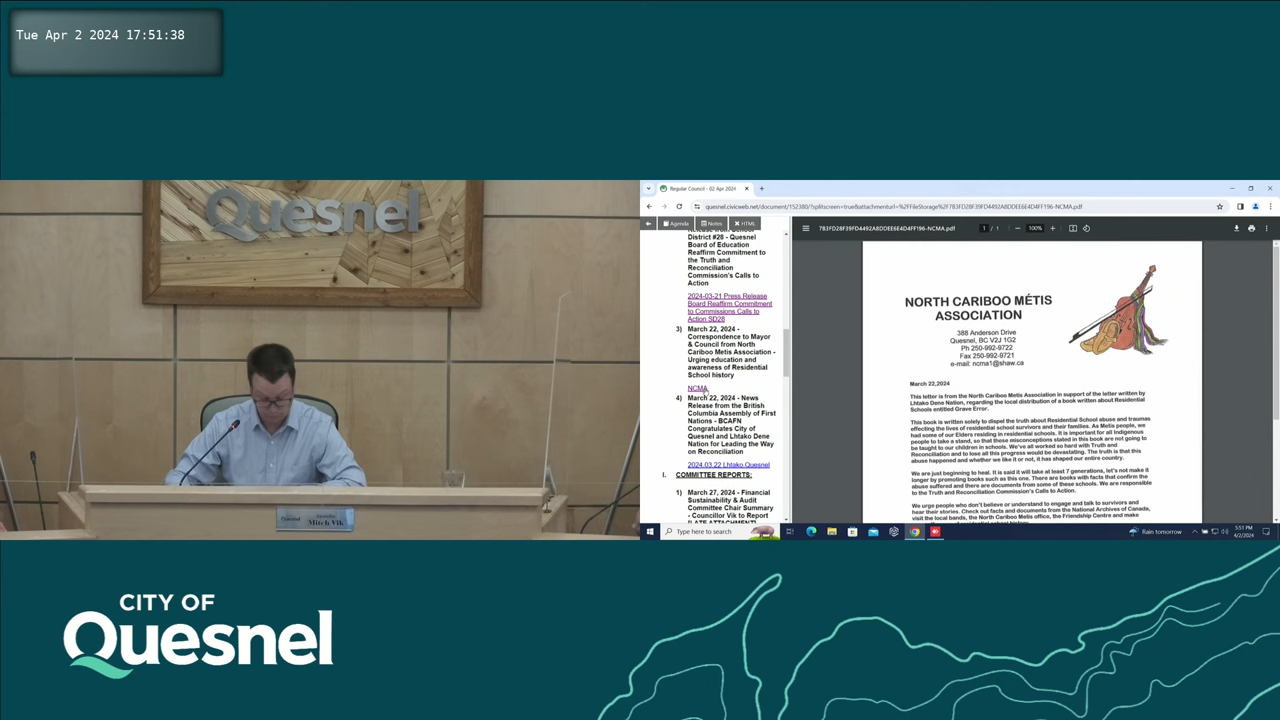 Tue Apr 2 2024 17:51:38
Quesnel
Mitch Vik
Regular Council - 02 Apr 2024
quesnel.civicweb.net/document/152380/?splitscreen=true&attachmenturl=%2FFileStorage%2F7B3FD28F39FD4492A8DDEE6E4D4FF196-NCMA.pdf
Agenda
Notes
HTML
District #28 - Quesnel
Board of Education
Reaffirm Commitment to
the Truth and
Reconciliation
Commission's Calls to
Action
2024-03-21 Press Release
Board Reaffirm Commitment
to Commissions Calls to
Action SD28
3) March 22, 2024 -
Correspondence to Mayor
& Council from North
Cariboo Metis Association -
Urging education and
awareness of Residential
School history
NCMA
4) March 22, 2024 - News
Release from the British
Columbia Assembly of First
Nations - BCAFN
Congratulates City of
Quesnel and Lhtako Dene
Nation for Leading the Way
on Reconciliation
2024.03.22 Lhtako Quesnel
I. COMMITTEE REPORTS:
1) March 27, 2024 - Financial
Sustainability & Audit
Committee Chair Summary
- Councillor Vik to Report
7B3FD28F39FD4492A8DDEE6E4D4FF196-NCMA.pdf
1 / 1
100%
NORTH CARIBOO MÉTIS
ASSOCIATION
388 Anderson Drive
Quesnel, BC V2J 1G2
Ph 250-992-9722
Fax 250-992-9721
e-mail: ncma1@shaw.ca
March 22,2024
This letter is from the North Cariboo Metis Association in support of the letter written by
Lhtako Dene Nation, regarding the local distribution of a book written about Residential
Schools entitled Grave Error.
This book is written solely to dispel the truth about Residential School abuse and traumas
effecting the lives of residential school survivors and their families. As Metis people, we
had some of our Elders residing in residential schools. It is important for all Indigenous
people to take a stand, so that these misconceptions stated in this book are not going to
be taught to our children in schools. We've all worked so hard with Truth and
Reconciliation and to lose all this progress would be devastating. The truth is that this
abuse happened and whether we like it or not, it has shaped our entire country.
We are just beginning to heal. It is said it will take at least 7 generations, let's not make it
longer by promoting books such as this one. There are books with facts that confirm the
abuse suffered and there are documents from some of these schools. We are responsible
to the Truth and Reconciliation Commission's Calls to Action.
We urge people who don't believe or understand to engage and talk to survivors and
hear their stories. Check out facts and documents from the National Archives of Canada,
visit the local bands, the North Cariboo Metis office, the Friendship Centre and make
Type here to search
Rain tomorrow
5:51 PM
4/2/2024
CITY OF
Quesnel